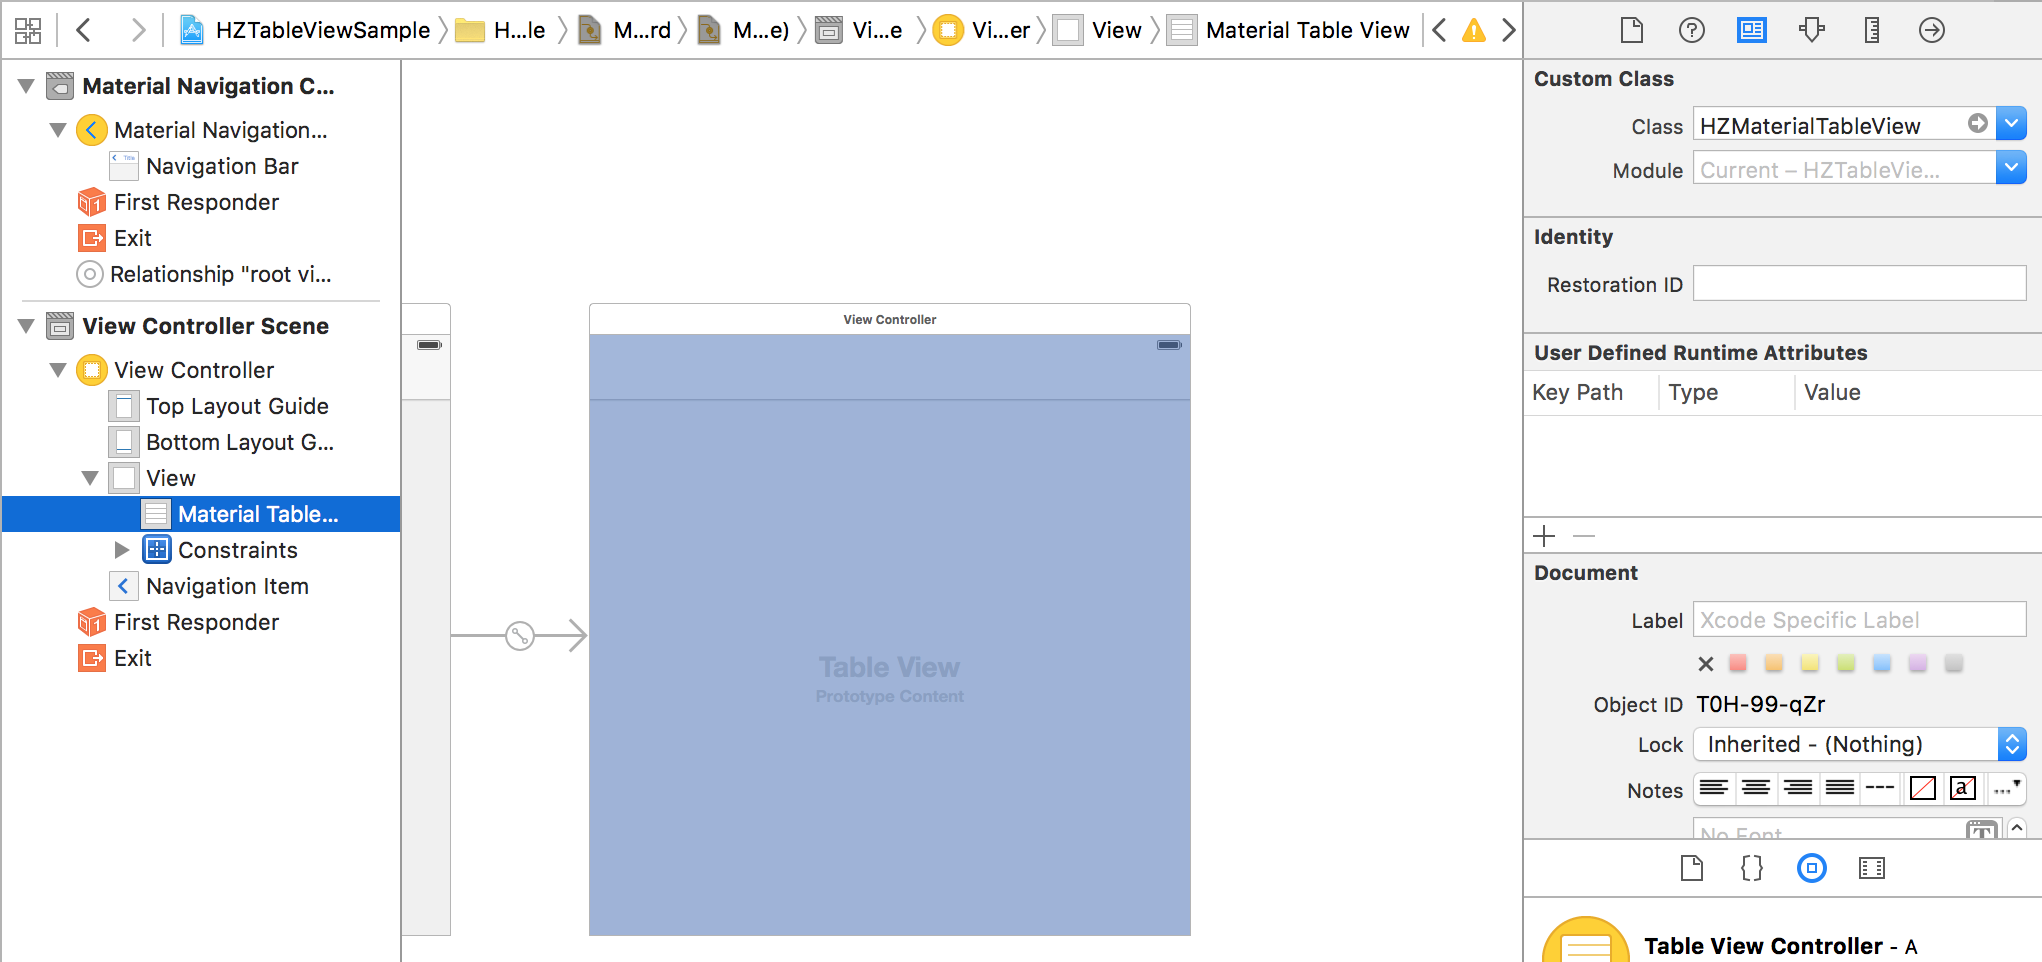 HZTableViewSample H...le M...rd M...e) Vi...e Vi...er View Material Table View
Material Navigation C...
Material Navigation...
Navigation Bar
First Responder
Exit
Relationship "root vi...
View Controller Scene
View Controller
Top Layout Guide
Bottom Layout G...
View
Material Table...
Constraints
Navigation Item
First Responder
Exit
View Controller
Table View
Prototype Content
Custom Class
Class HZMaterialTableView
Module Current – HZTableVie...
Identity
Restoration ID
User Defined Runtime Attributes
Key Path Type Value
Document
Label Xcode Specific Label
Object ID T0H-99-qZr
Lock Inherited - (Nothing)
Notes
No Font
Table View Controller - A